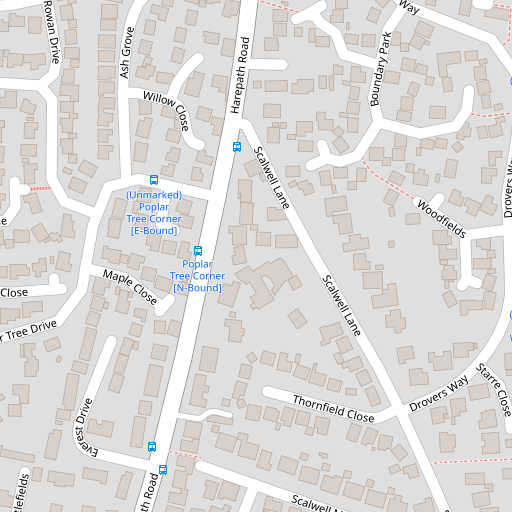 Rowan Drive
Ash Grove
Harepath Road
Way
Boundary Park
Willow Close
Scalwell Lane
Drovers Way
(Unmarked)
Poplar
Tree Corner
[E-Bound]
Woodfields
Poplar
Tree Corner
[N-Bound]
Maple Close
Close
Scalwell Lane
Tree Drive
Drovers Way
Starre Close
Thornfield Close
Everest Drive
Road
Scalwell